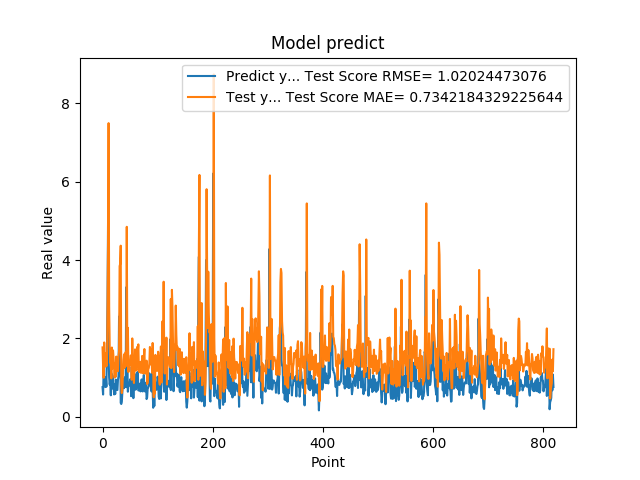 Model predict
Predict y... Test Score RMSE= 1.02024473076
Test y... Test Score MAE= 0.7342184329225644
Real value
8
6
4
2
0
0 200 400 600 800
Point